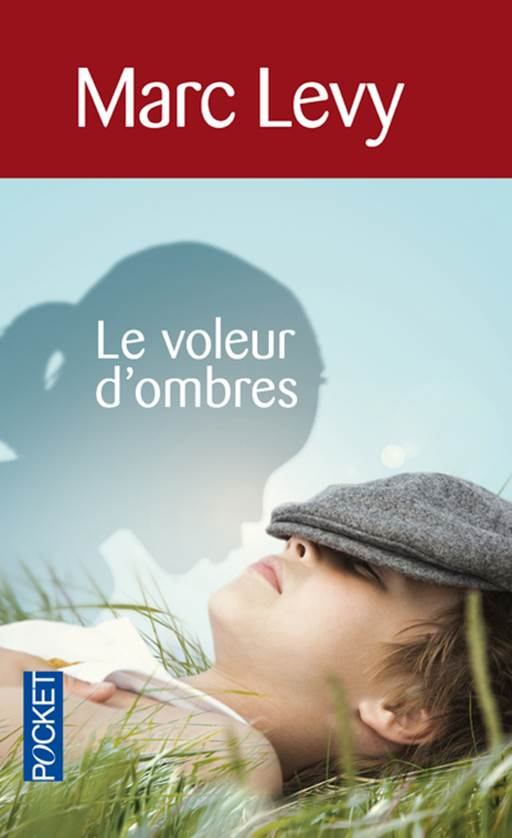 Marc Levy
Le voleur
d'ombres
POCKET